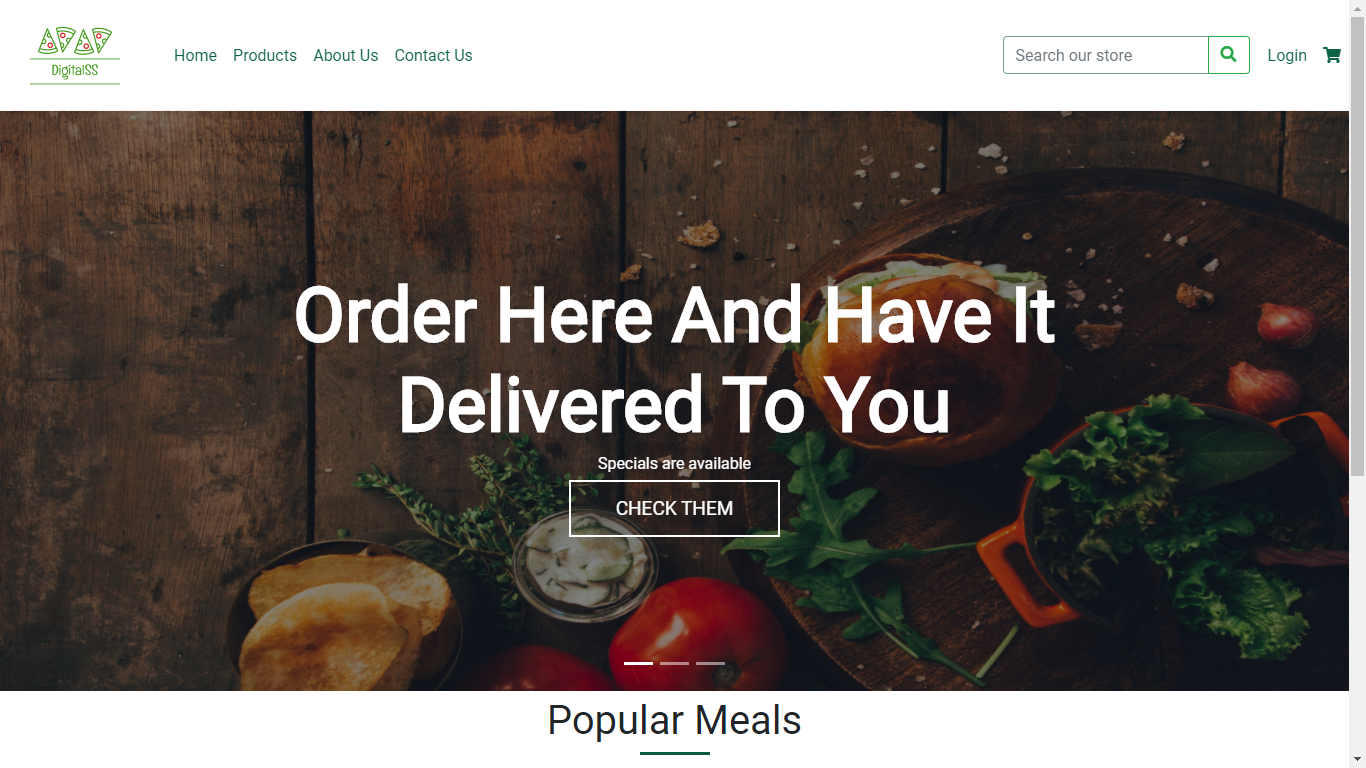 DigitalSS
Home Products About Us Contact Us
Search our store
Login
Order Here And Have It
Delivered To You
Specials are available
CHECK THEM
Popular Meals